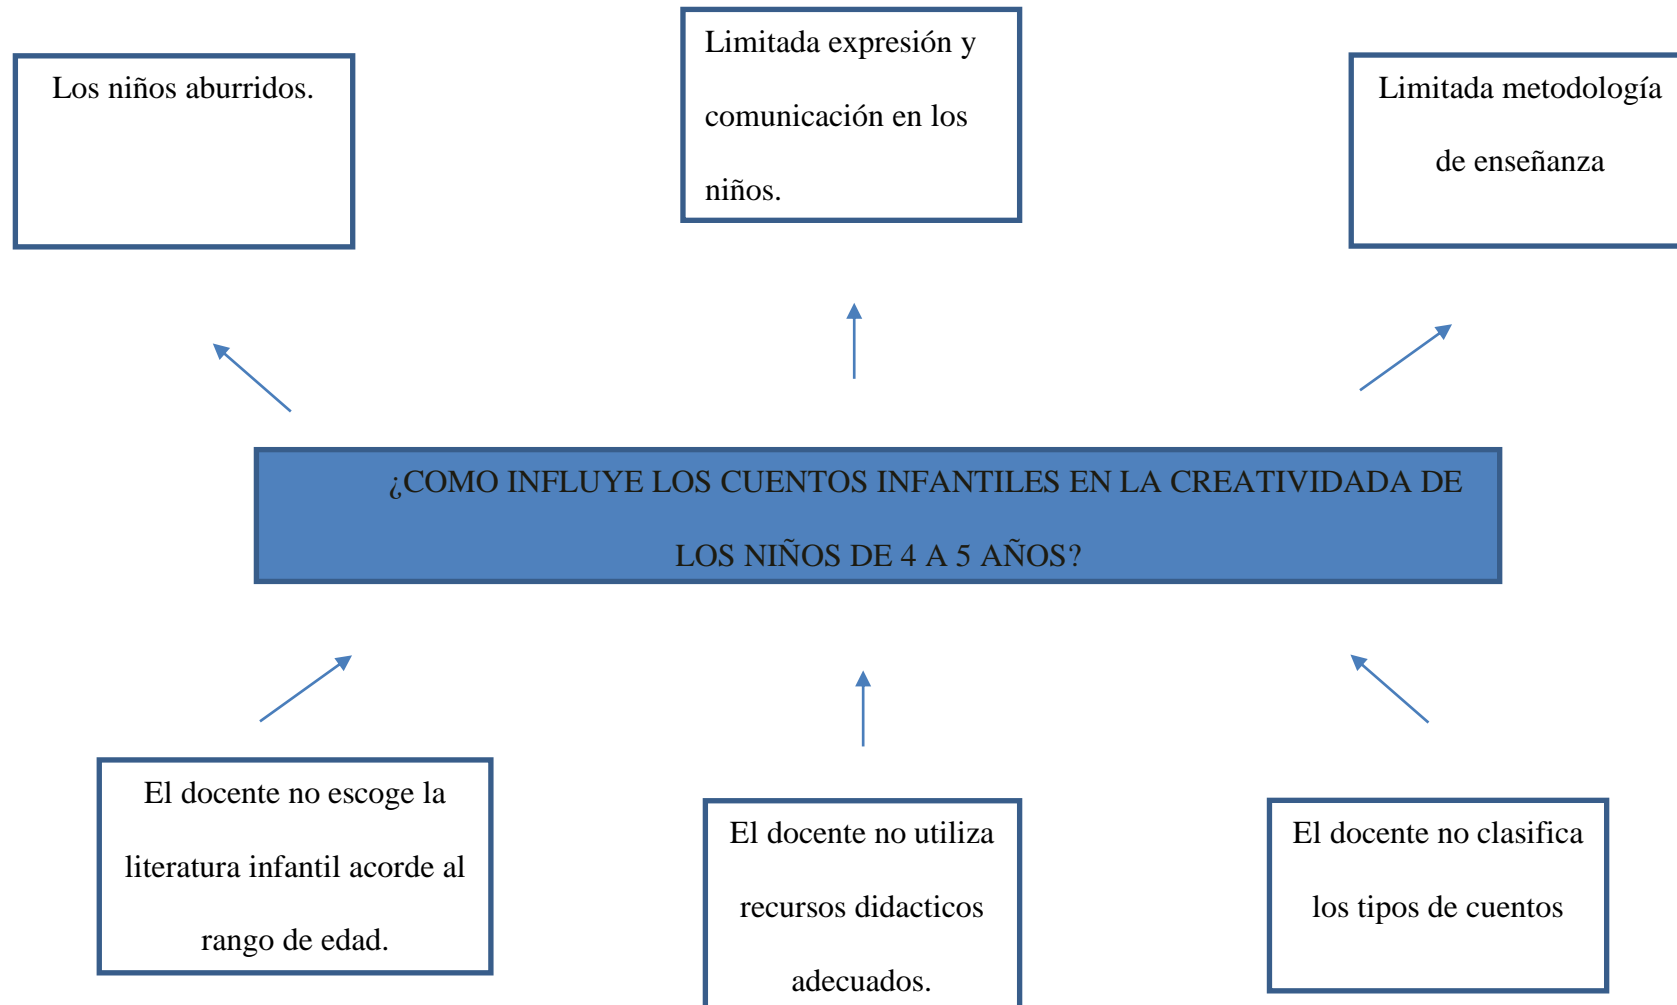 Los niños aburridos.
Limitada expresión y
comunicación en los
niños.
Limitada metodología
de enseñanza
¿COMO INFLUYE LOS CUENTOS INFANTILES EN LA CREATIVIDADA DE
LOS NIÑOS DE 4 A 5 AÑOS?
El docente no escoge la
literatura infantil acorde al
rango de edad.
El docente no utiliza
recursos didacticos
adecuados.
El docente no clasifica
los tipos de cuentos